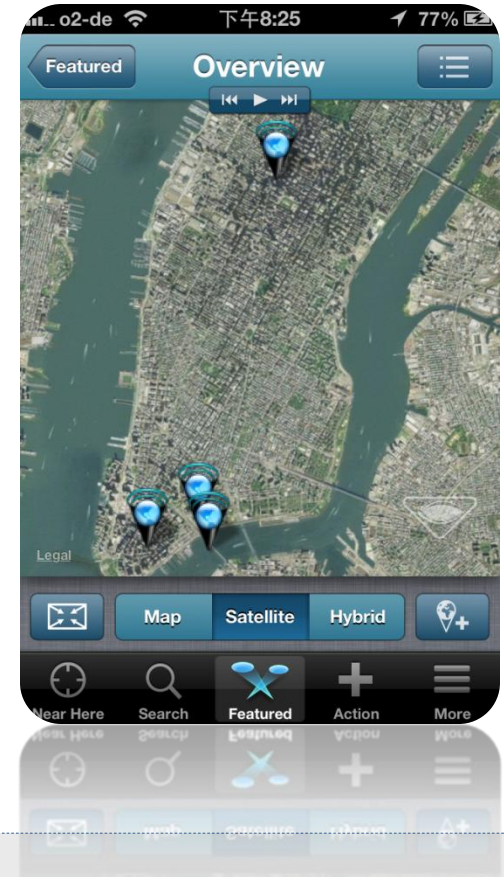 o2-de 下午8:25 77%
Featured Overview
Legal
Map Satellite Hybrid
Near Here Search Featured Action More